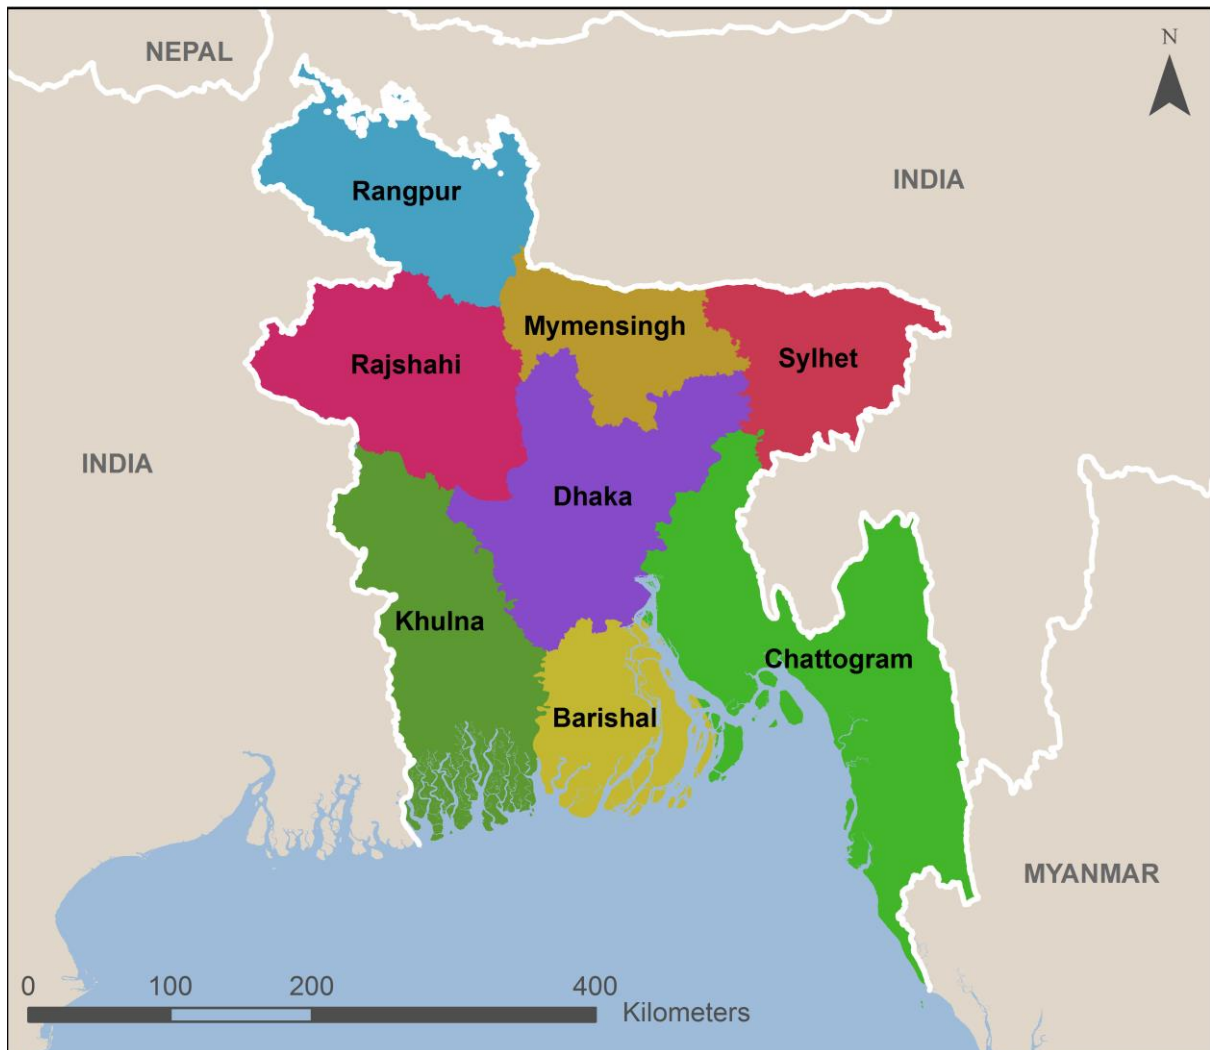 N
NEPAL
INDIA
Rangpur
Mymensingh
Sylhet
Rajshahi
INDIA
Dhaka
Khulna
Chattogram
Barishal
MYANMAR
0 100 200 400
Kilometers